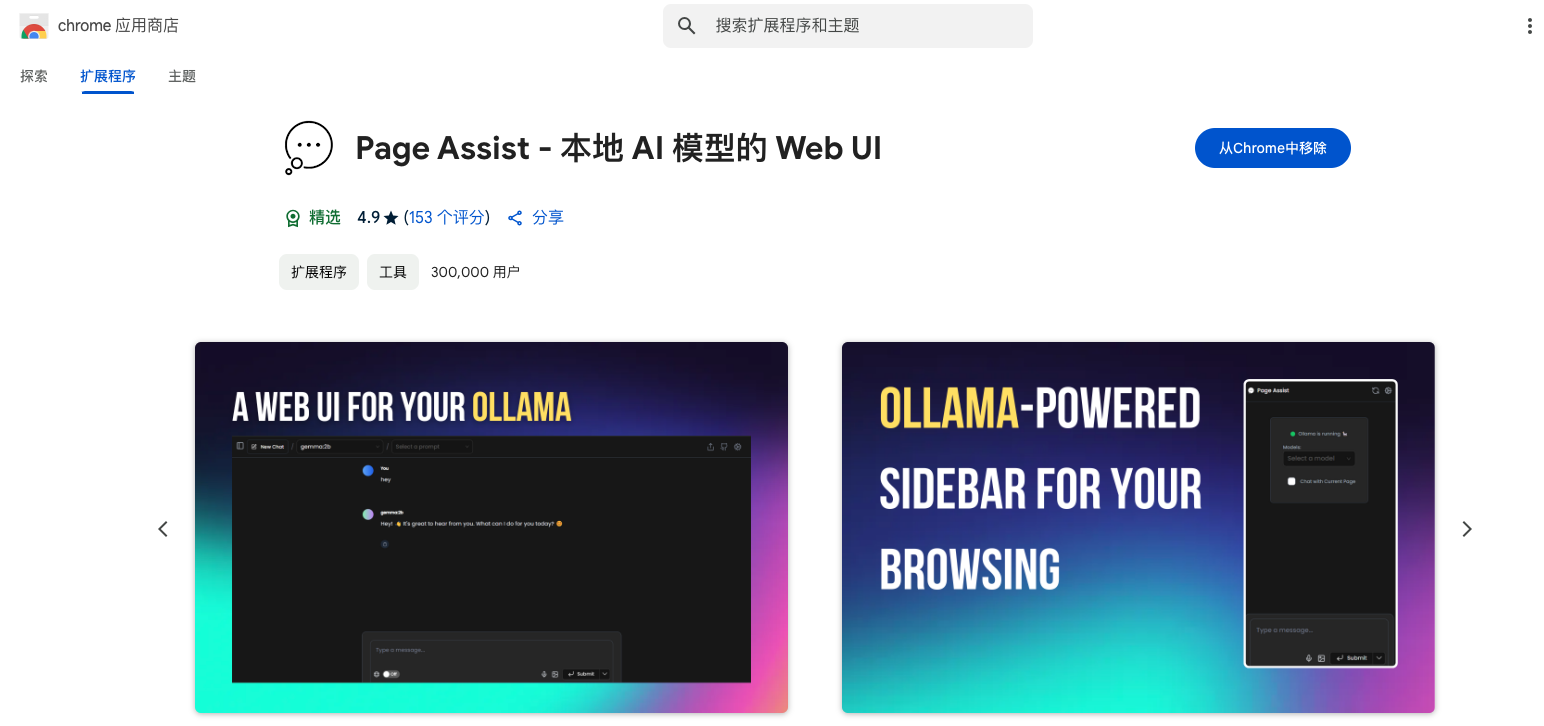 chrome 应用商店
搜索扩展程序和主题
探索
扩展程序
主题
Page Assist - 本地 AI 模型的 Web UI
从Chrome中移除
精选
4.9★ (153 个评分)
分享
扩展程序
工具
300,000 用户
A WEB UI FOR YOUR OLLAMA
New Chat / gemma:2b / Select a prompt
You
hey
gemma:2b
Hey! 👋 It's great to hear from you. What can I do for you today? 😊
Type a message...
Off
Submit
OLLAMA-POWERED
SIDEBAR FOR YOUR
BROWSING
Page Assist
Ollama is running 🦙
Models
Select a model
Chat with Current Page
Type a message...
Submit